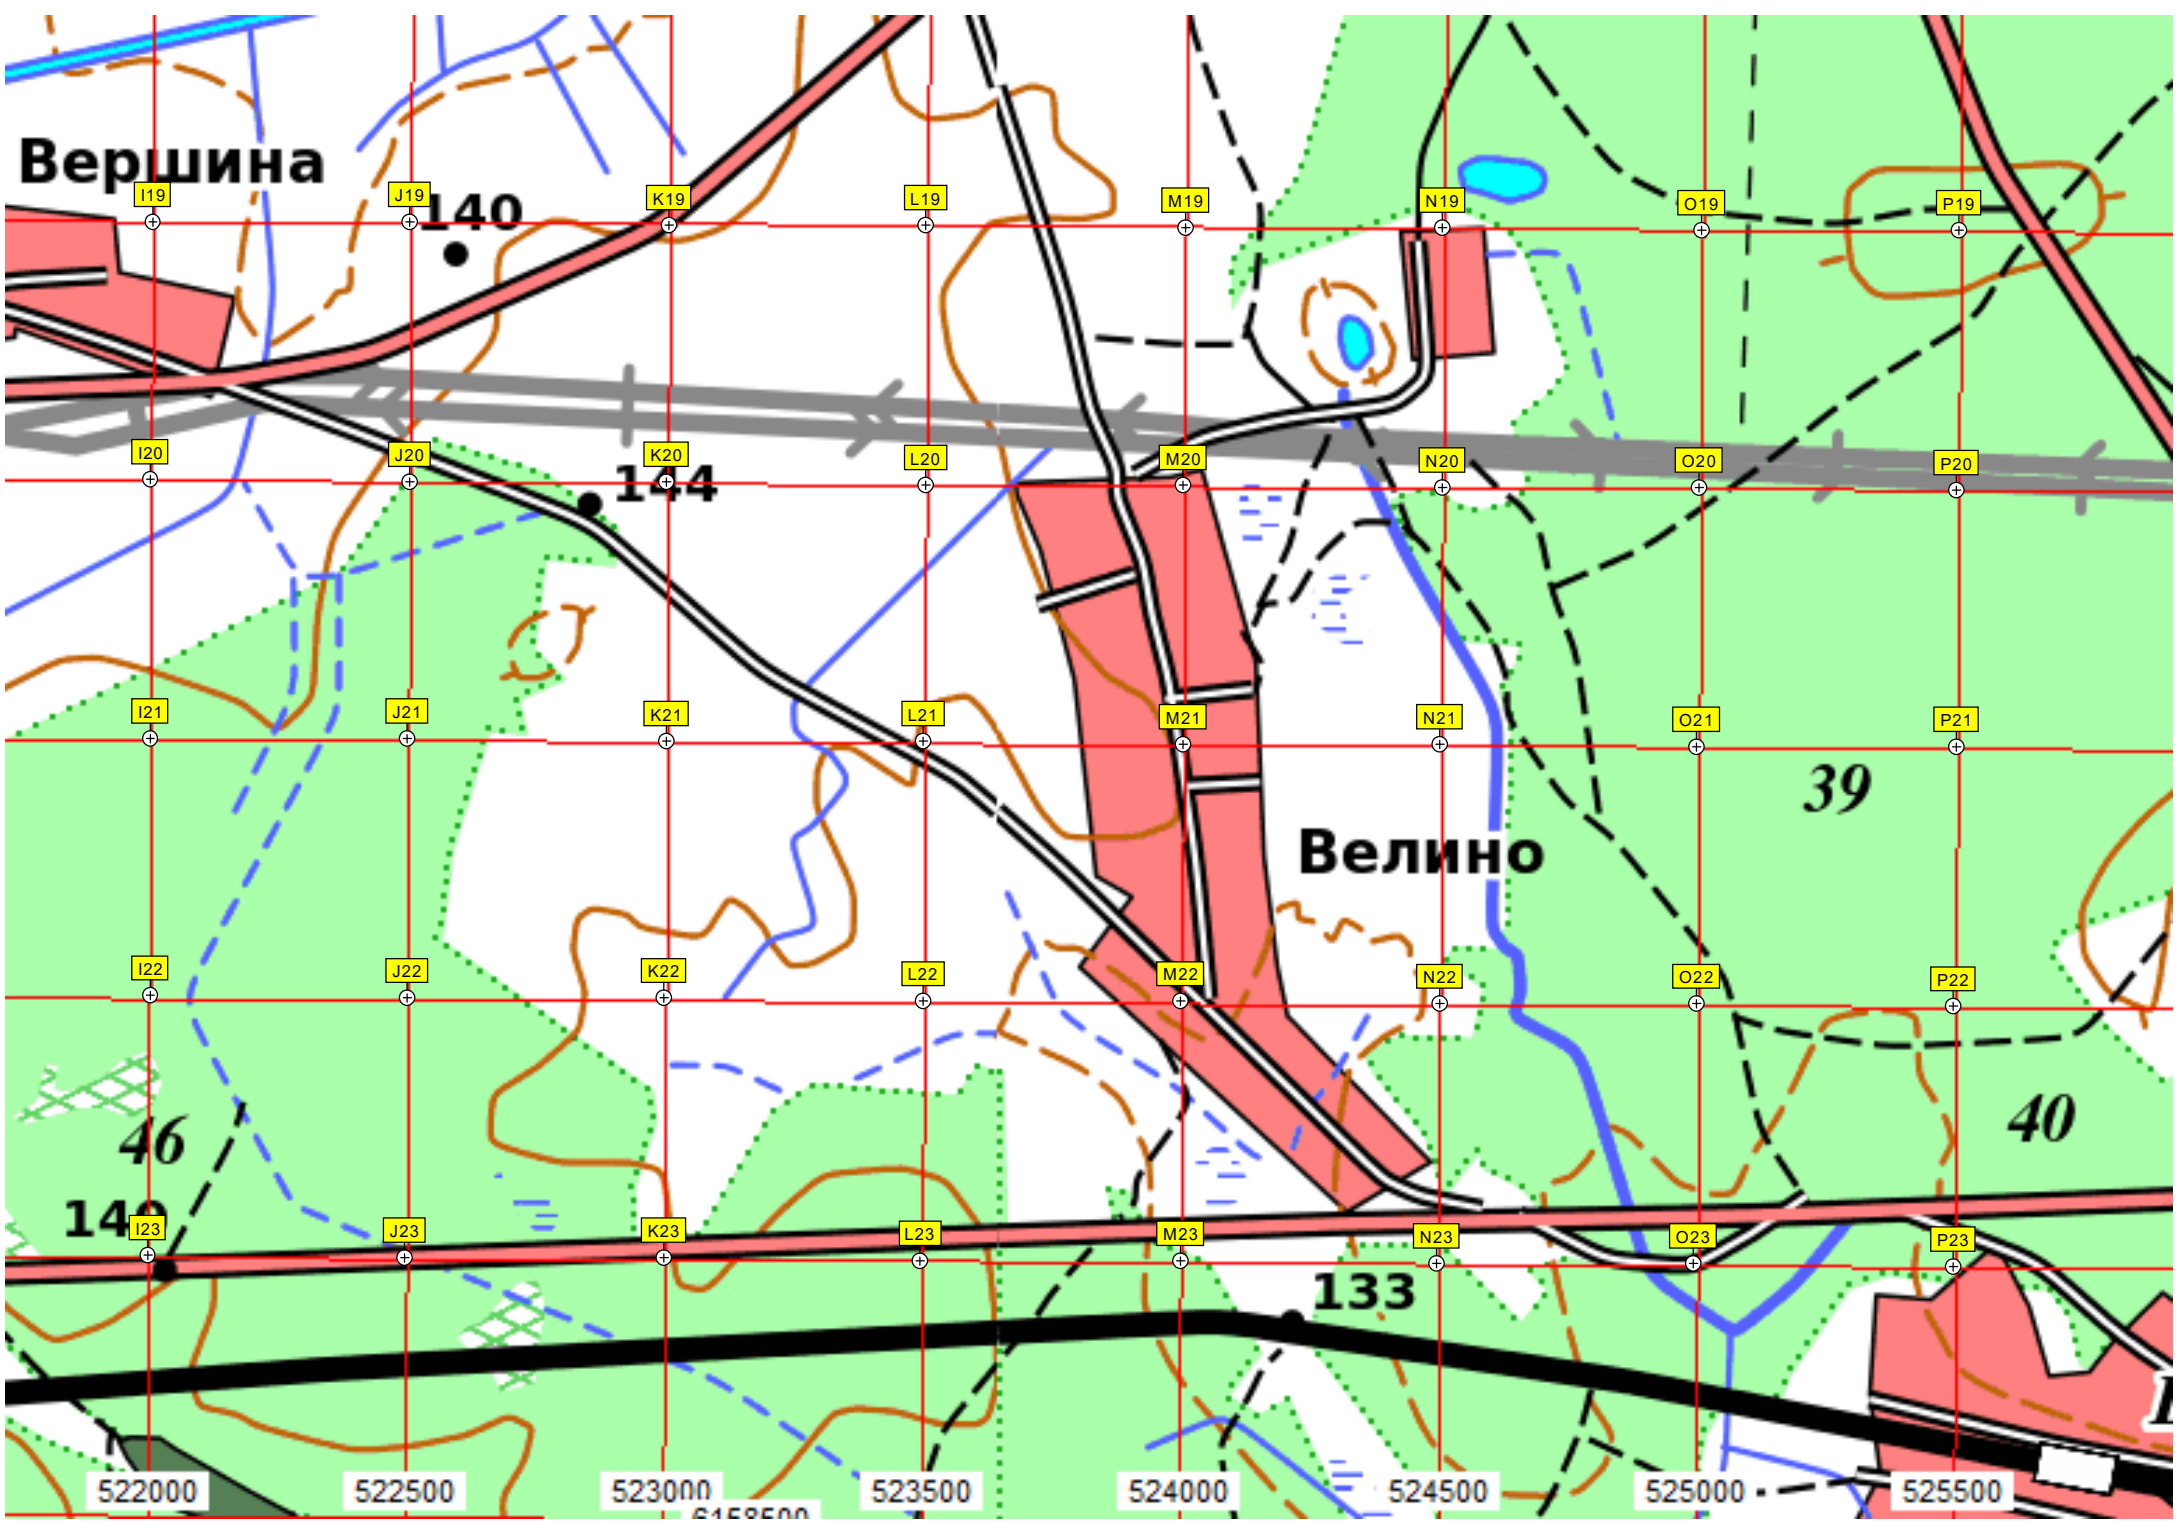 Вершина
I19 J19 K19 L19 M19 N19 O19 P19
140
I20 J20 K20 L20 M20 N20 O20 P20
144
I21 J21 K21 L21 M21 N21 O21 P21
39
Велино
I22 J22 K22 L22 M22 N22 O22 P22
46
40
I23 J23 K23 L23 M23 N23 O23 P23
133
522000 522500 523000 523500 524000 524500 525000 525500
6158500